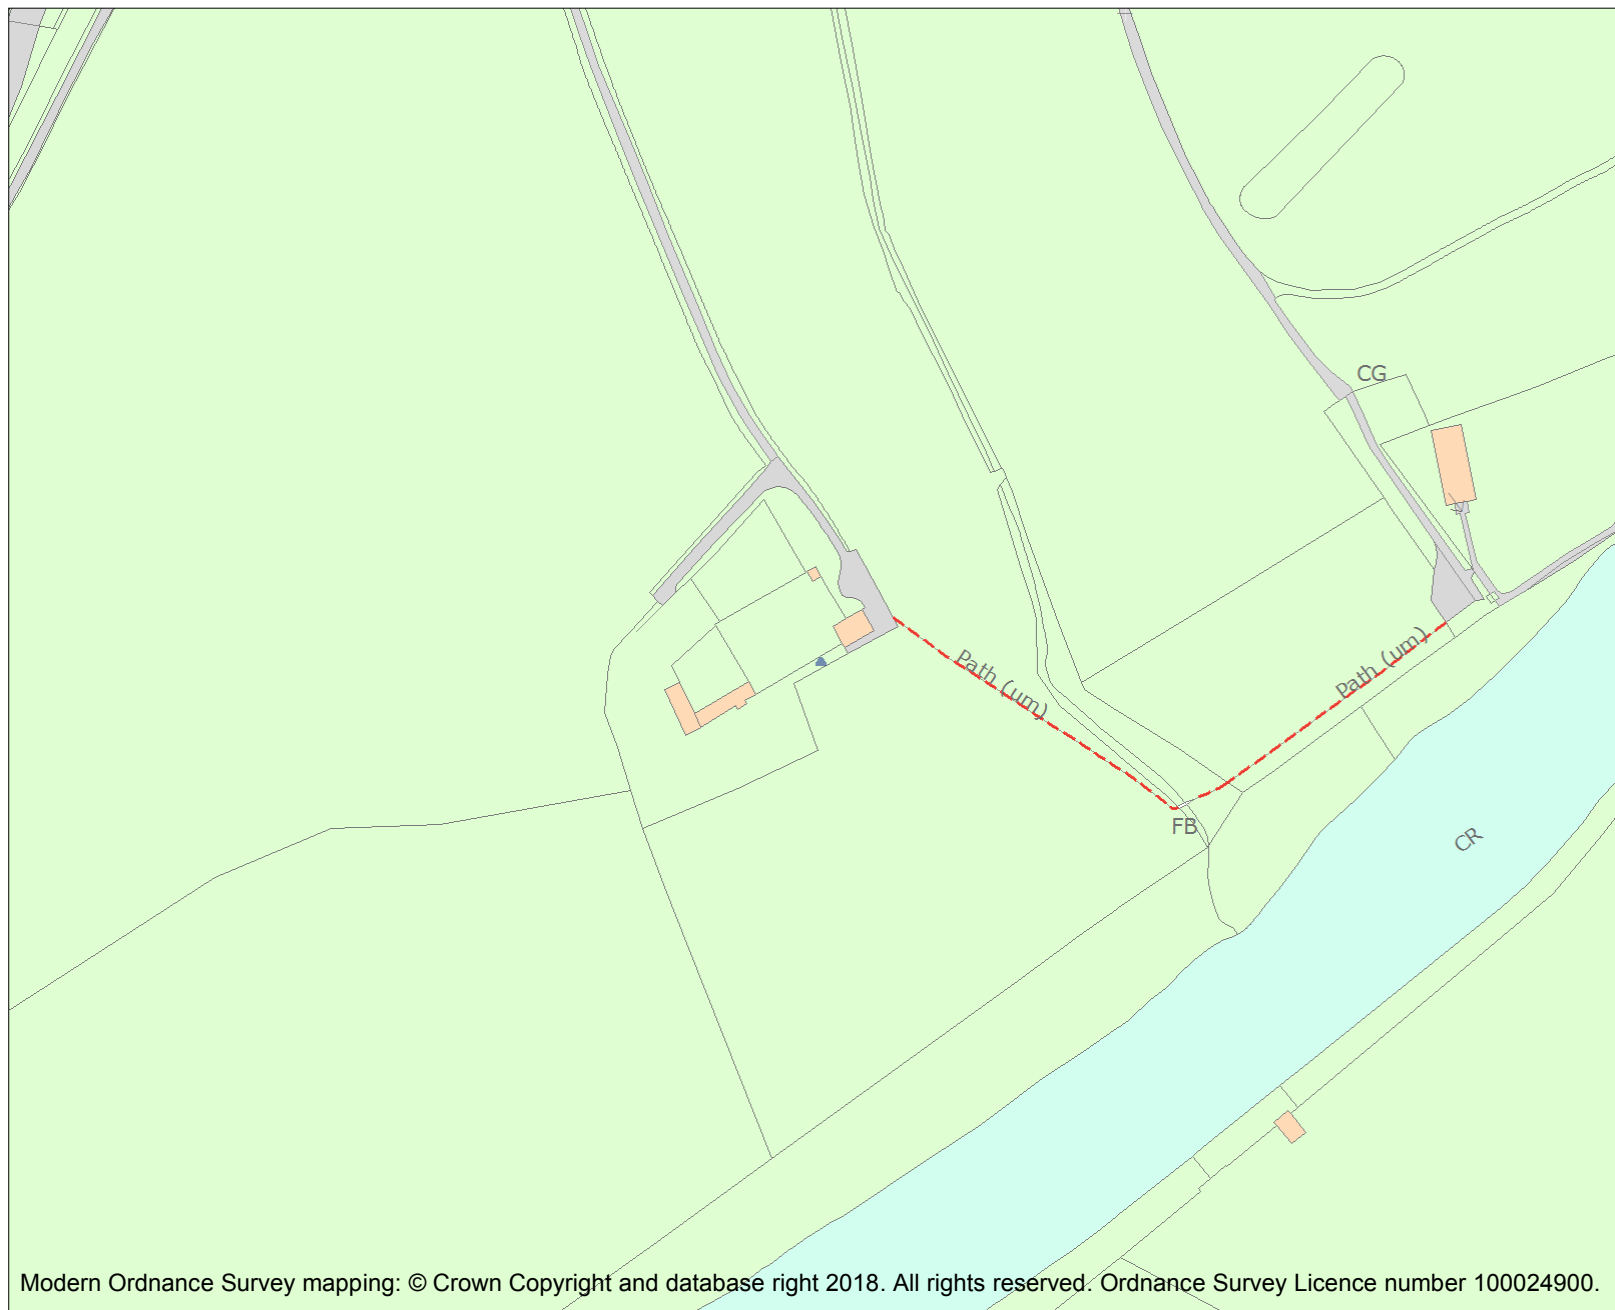 CG
Path (um)
Path (um)
FB
CR
Modern Ordnance Survey mapping: © Crown Copyright and database right 2018. All rights reserved. Ordnance Survey Licence number 100024900.